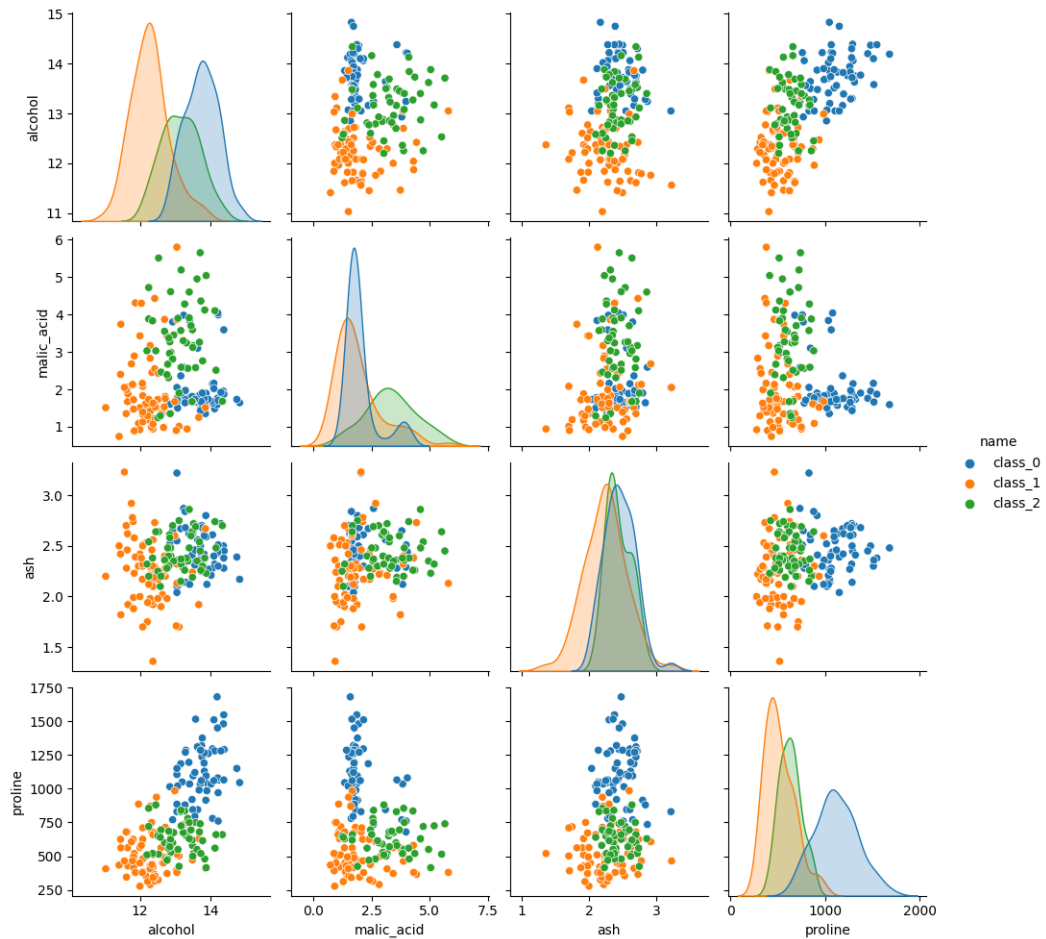 15
14
13
12
11
alcohol
6
5
4
3
2
1
malic_acid
3.0
2.5
2.0
1.5
ash
1750
1500
1250
1000
750
500
250
proline
12 14
alcohol
0.0 2.5 5.0 7.5
malic_acid
1 2 3
ash
0 1000 2000
proline
name
class_0
class_1
class_2